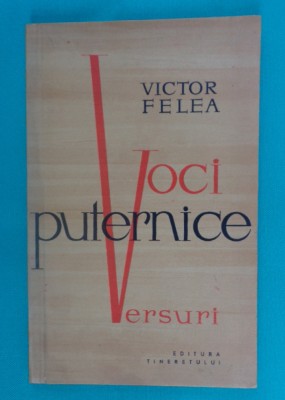 VICTOR
FELEA
Voci
puternice
Versuri
EDITURA
TINERETULUI